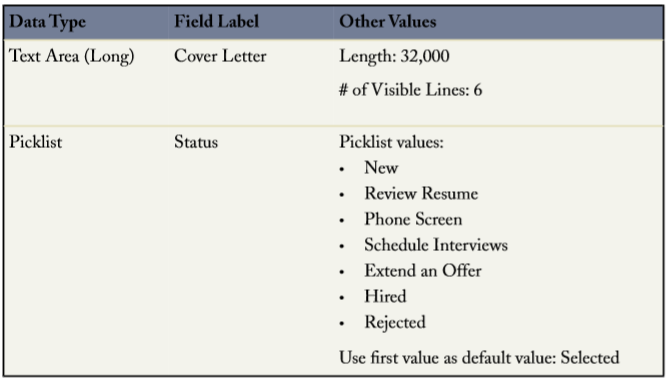 Data Type Field Label Other Values
Text Area (Long) Cover Letter Length: 32,000
# of Visible Lines: 6
Picklist Status Picklist values:
• New
• Review Resume
• Phone Screen
• Schedule Interviews
• Extend an Offer
• Hired
• Rejected
Use first value as default value: Selected